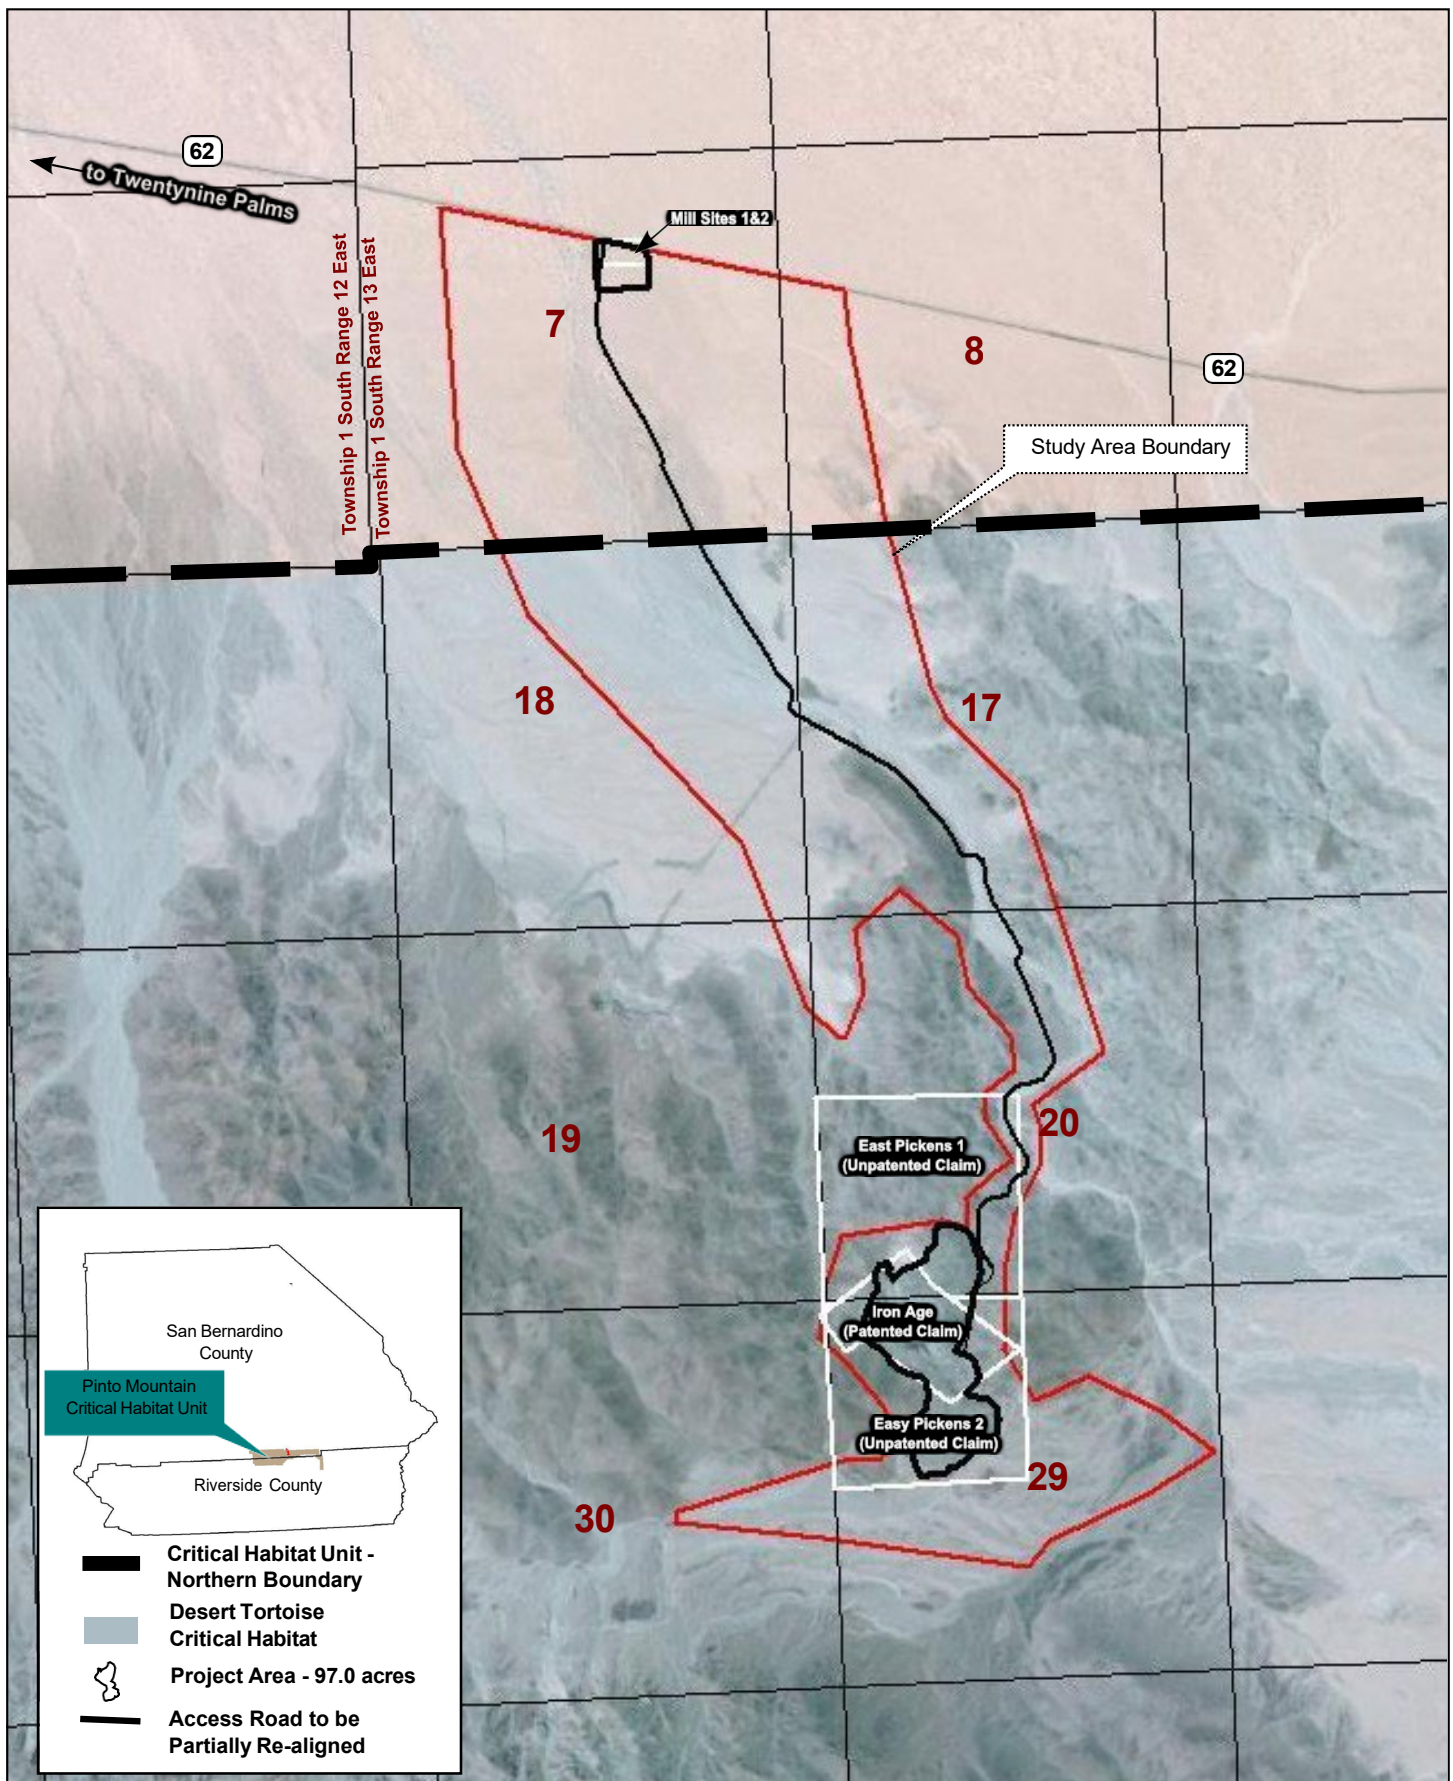 62
to Twentynine Palms
Mill Sites 1&2
Township 1 South Range 12 East
Township 1 South Range 13 East
7
8
62
Study Area Boundary
18
17
19
20
East Pickens 1
(Unpatented Claim)
Iron Age
(Patented Claim)
Easy Pickens 2
(Unpatented Claim)
29
30
San Bernardino
County
Pinto Mountain
Critical Habitat Unit
Riverside County
Critical Habitat Unit -
Northern Boundary
Desert Tortoise
Critical Habitat
Project Area - 97.0 acres
Access Road to be
Partially Re-aligned